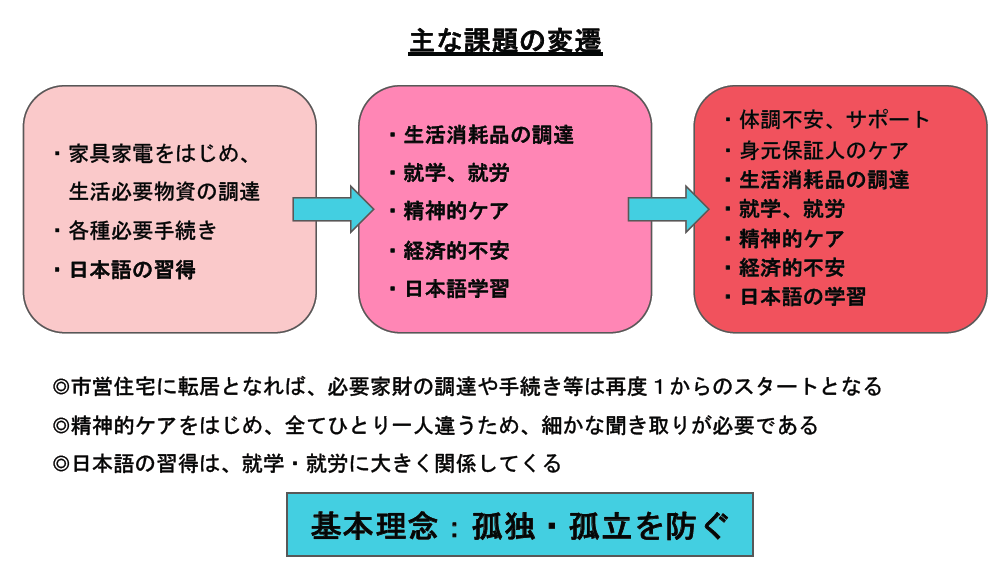 主な課題の変遷
・家具家電をはじめ、
生活必要物資の調達
・各種必要手続き
・日本語の習得
・生活消耗品の調達
・就学、就労
・精神的ケア
・経済的不安
・日本語学習
・体調不安、サポート
・身元保証人のケア
・生活消耗品の調達
・就学、就労
・精神的ケア
・経済的不安
・日本語の学習
◎市営住宅に転居となれば、必要家財の調達や手続き等は再度１からのスタートとなる
◎精神的ケアをはじめ、全てひとり一人違うため、細かな聞き取りが必要である
◎日本語の習得は、就学・就労に大きく関係してくる
基本理念：孤独・孤立を防ぐ